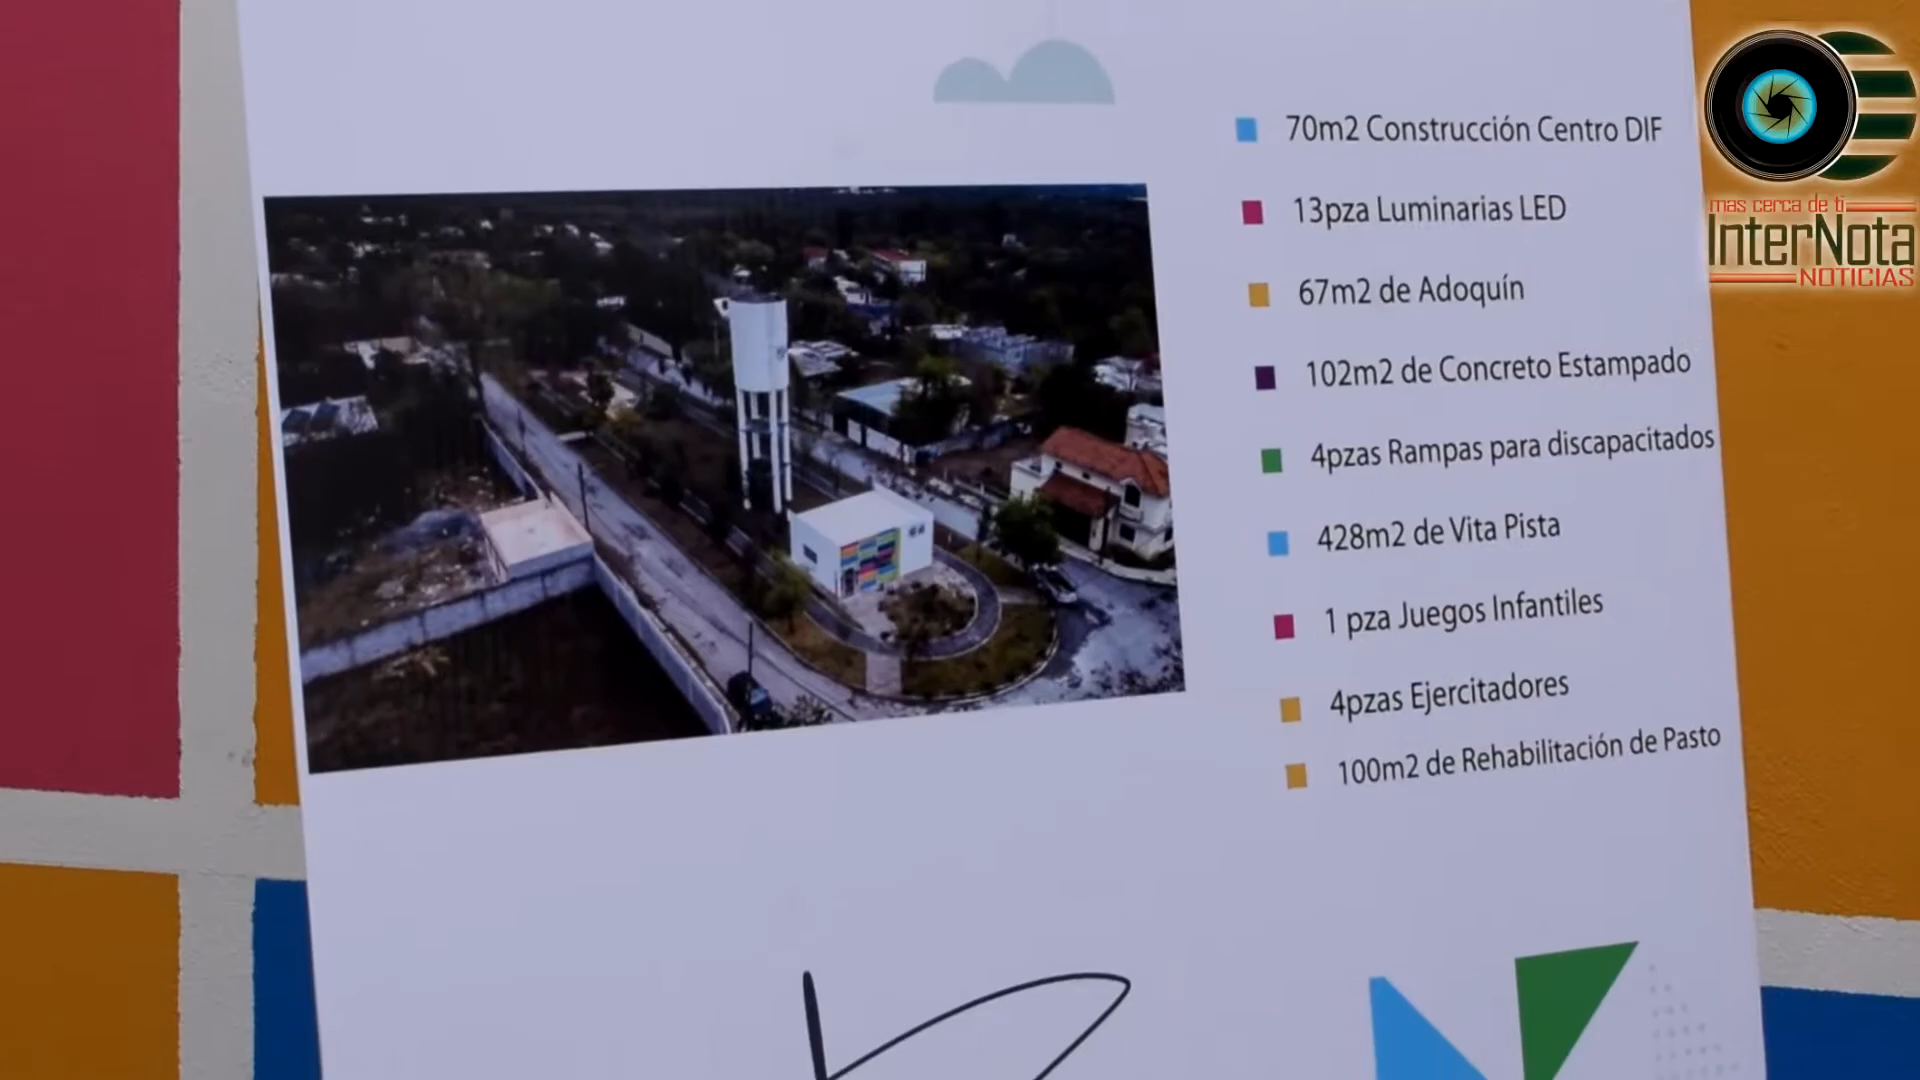 70m2 Construcción Centro DIF
13pza Luminarias LED
67m2 de Adoquín
102m2 de Concreto Estampado
4pzas Rampas para discapacitados
428m2 de Vita Pista
1 pza Juegos Infantiles
4pzas Ejercitadores
100m2 de Rehabilitación de Pasto
mas cerca de ti
InterNota
NOTICIAS